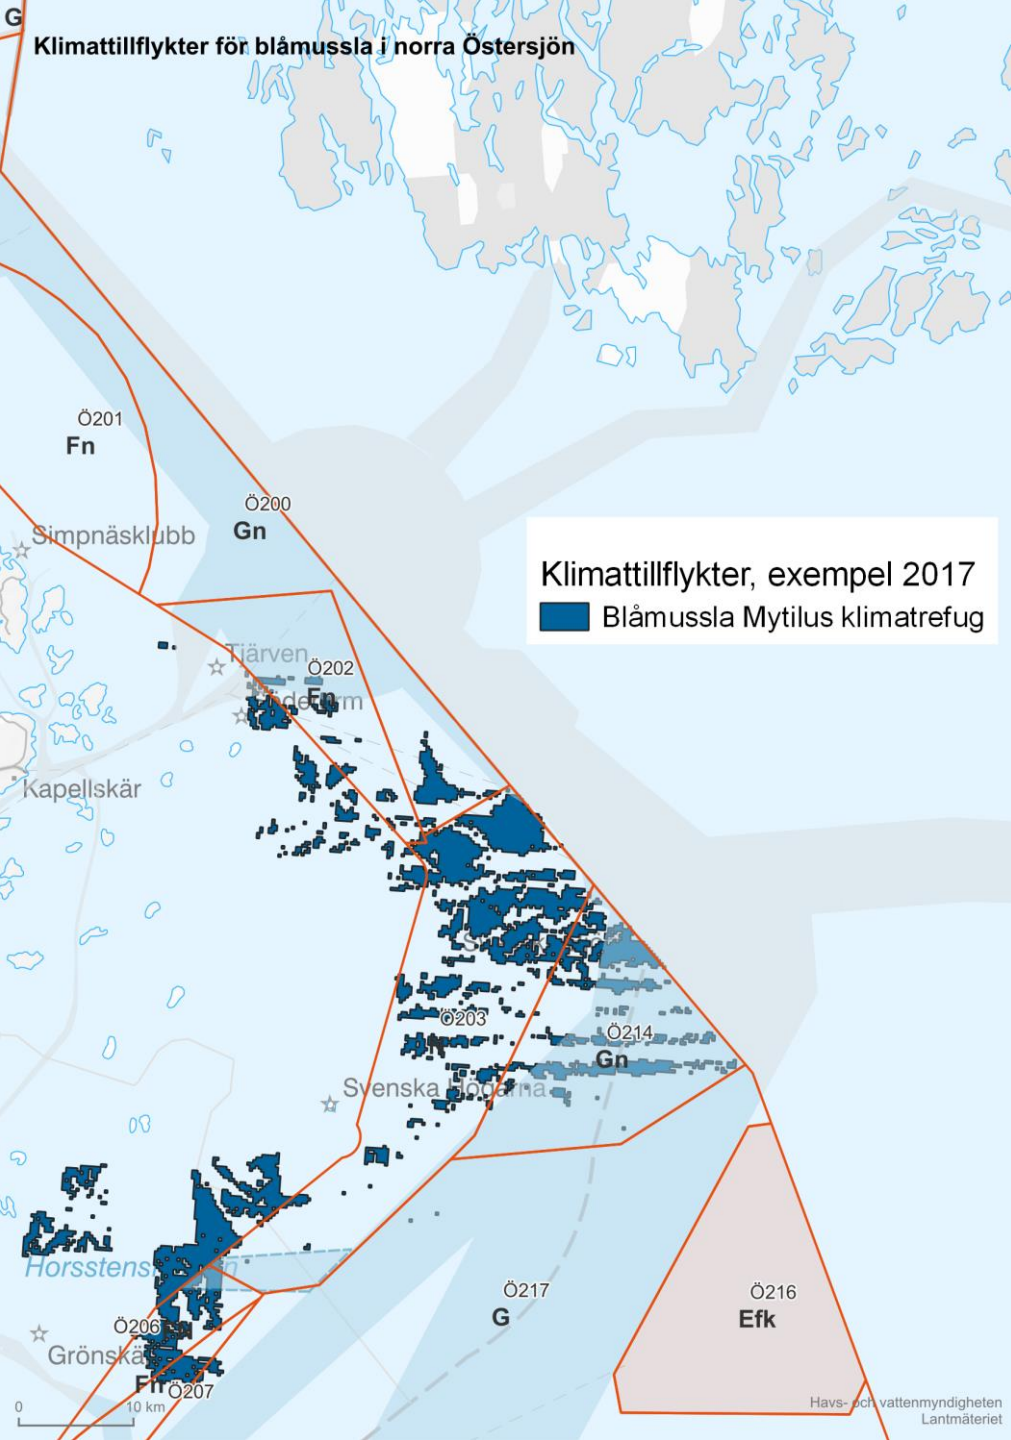 G
Klimattillflykter för blåmussla i norra Östersjön
Ö201
Fn
Ö200
Gn
Simpnäsklubb
Klimattillflykter, exempel 2017
Blåmussla Mytilus klimatrefug
Tjärven
Ö202
Fn
Kapellskär
Ö203
N
Ö214
Gn
Svenska Högarna
Ö217
G
Ö216
Efk
Ö206
Fn
Ö207
0
10 km
Havs- och vattenmyndigheten
Lantmäteriet